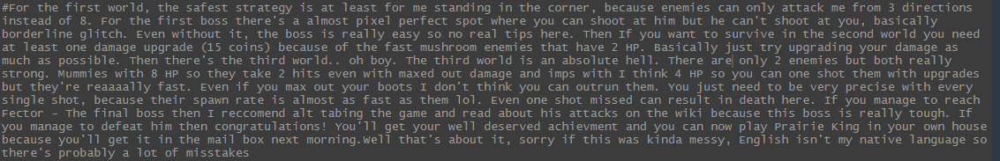 #For the first world, the safest strategy is at least for me standing in the corner, because enemies can only attack me from 3 directions
instead of 8. For the first boss there's a almost pixel perfect spot where you can shoot at him but he can't shoot at you, basically
borderline glitch. Even without it, the boss is really easy so no real tips here. Then If you want to survive in the second world you need
at least one damage upgrade (15 coins) because of the fast mushroom enemies that have 2 HP. Basically just try upgrading your damage as
much as possible. Then there's the third world.. oh boy. The third world is an absolute hell. There are only 2 enemies but both really
strong. Mummies with 8 HP so they take 2 hits even with maxed out damage and imps with I think 4 HP so you can one shot them with upgrades
but they're reaaaally fast. Even if you max out your boots I don't think you can outrun them. You just need to be very precise with every
single shot, because their spawn rate is almost as fast as them lol. Even one shot missed can result in death here. If you manage to reach
Fector - The final boss then I reccomend alt tabing the game and read about his attacks on the wiki because this boss is really tough. If
you manage to defeat him then congratulations! You'll get your well deserved achievment and you can now play Prairie King in your own house
because you'll get it in the mail box next morning.Well that's about it, sorry if this was kinda messy, English isn't my native language so
there's probably a lot of misstakes